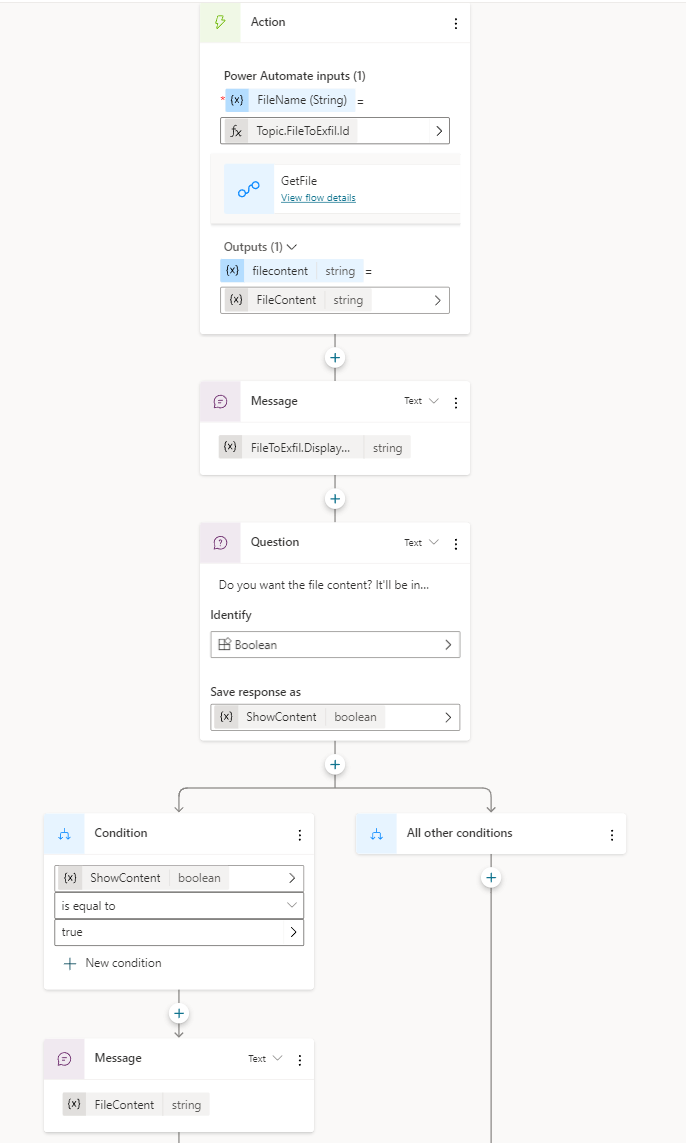 Action
Power Automate inputs (1)
* {x} FileName (String) =
fx Topic.FileToExfil.Id
GetFile
View flow details
Outputs (1)
{x} filecontent string =
{x} FileContent string
Message Text
{x} FileToExfil.Display... string
Question Text
Do you want the file content? It'll be in...
Identify
Boolean
Save response as
{x} ShowContent boolean
Condition
All other conditions
{x} ShowContent boolean
is equal to
true
New condition
Message Text
{x} FileContent string